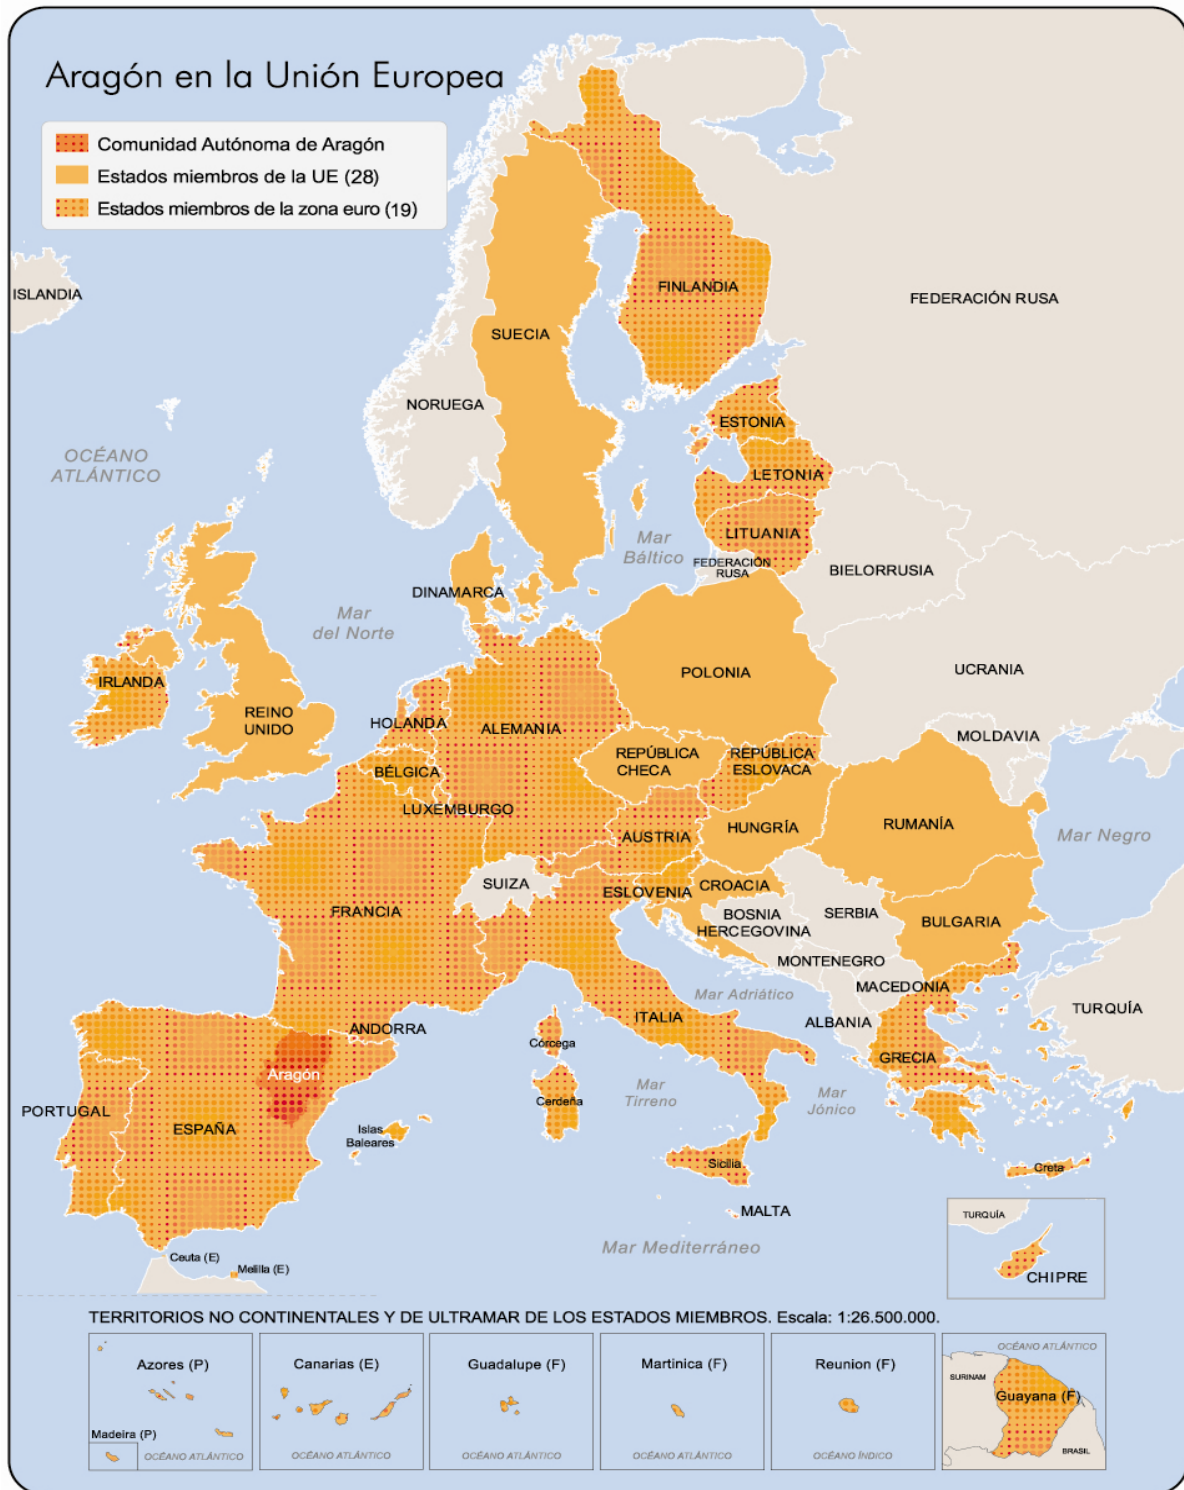 Aragón en la Unión Europea
Comunidad Autónoma de Aragón
Estados miembros de la UE (28)
Estados miembros de la zona euro (19)
ISLANDIA
FINLANDIA
FEDERACIÓN RUSA
SUECIA
NORUEGA
ESTONIA
OCÉANO
ATLÁNTICO
LETONIA
LITUANIA
Mar
Báltico
FEDERACIÓN
RUSA
BIELORRUSIA
DINAMARCA
Mar
del Norte
IRLANDA
REINO
UNIDO
POLONIA
UCRANIA
HOLANDA
ALEMANIA
MOLDAVIA
BÉLGICA
REPÚBLICA
CHECA
REPÚBLICA
ESLOVACA
LUXEMBURGO
AUSTRIA
HUNGRÍA
RUMANÍA
Mar Negro
SUIZA
ESLOVENIA
CROACIA
FRANCIA
BOSNIA
HERCEGOVINA
SERBIA
BULGARIA
MONTENEGRO
MACEDONIA
Mar Adriático
TURQUÍA
ITALIA
ALBANIA
ANDORRA
Córcega
GRECIA
Aragón
Mar
Tirreno
Mar
Jónico
PORTUGAL
ESPAÑA
Islas
Baleares
Cerdeña
Sicilia
Creta
MALTA
Mar Mediterráneo
TURQUÍA
CHIPRE
Ceuta (E)
Melilla (E)
TERRITORIOS NO CONTINENTALES Y DE ULTRAMAR DE LOS ESTADOS MIEMBROS. Escala: 1:26.500.000.
Azores (P)
Madeira (P)
OCÉANO ATLÁNTICO
Canarias (E)
OCÉANO ATLÁNTICO
Guadalupe (F)
OCÉANO ATLÁNTICO
Martinica (F)
OCÉANO ATLÁNTICO
Reunion (F)
OCÉANO ÍNDICO
OCÉANO ATLÁNTICO
SURINAM
Guayana (F)
BRASIL